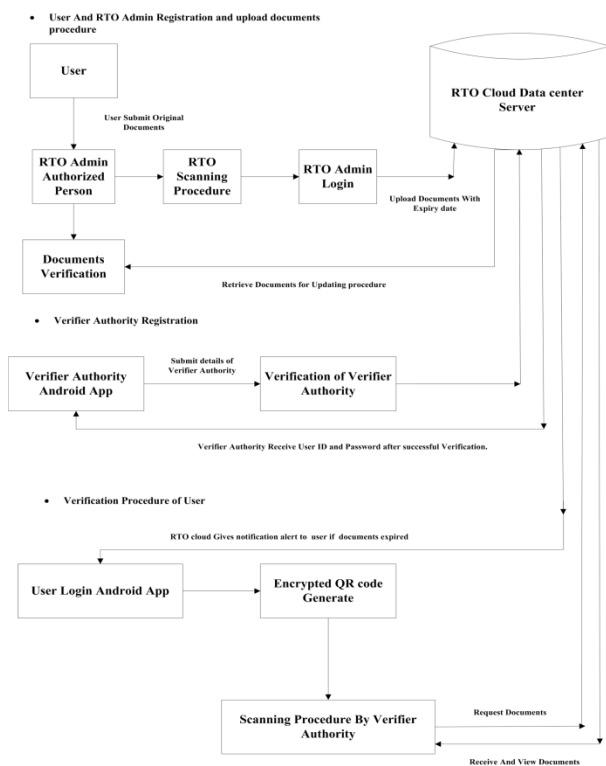 • User And RTO Admin Registration and upload documents
procedure
User
RTO Cloud Data center
Server
User Submit Original
Documents
RTO Admin
Authorized
Person
RTO
Scanning
Procedure
RTO Admin
Login
Upload Documents With
Expiry date
Documents
Verification
Retrieve Documents for Updating procedure
• Verifier Authority Registration
Verifier Authority
Android App
Submit details of
Verifier Authority
Verification of Verifier
Authority
Verifier Authority Receive User ID and Password after successful Verification.
• Verification Procedure of User
RTO cloud Gives notification alert to user if documents expired
User Login Android App
Encrypted QR code
Generate
Scanning Procedure By Verifier
Authority
Request Documents
Receive And View Documents